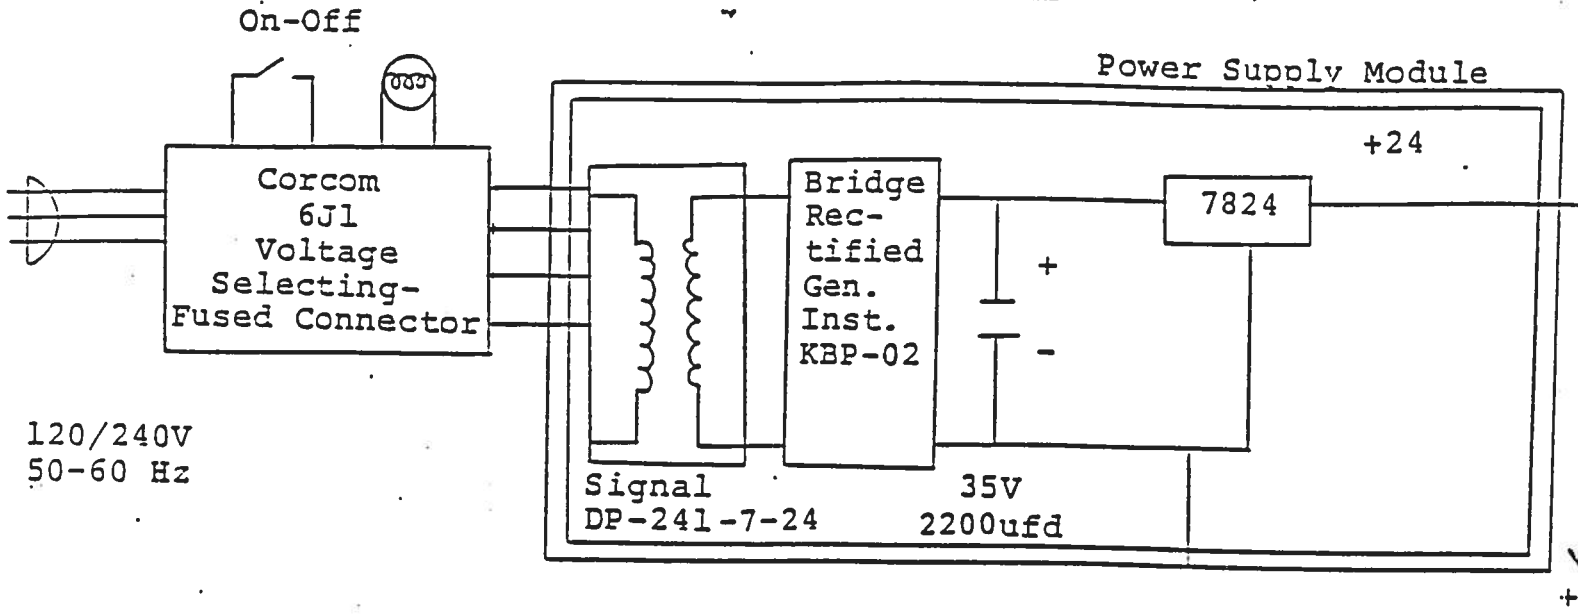 On-Off
Power Supply Module
+24
Corcom
6J1
Voltage
Selecting-
Fused Connector
Bridge
Rec-
tified
Gen.
Inst.
KBP-02
7824
+
-
120/240V
50-60 Hz
Signal
DP-241-7-24
35V
2200ufd
+